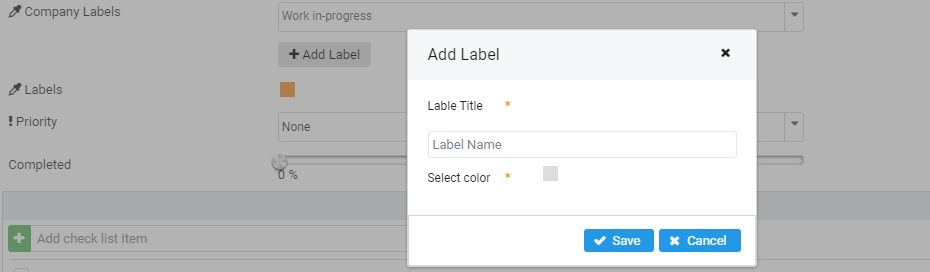 Company Labels
Work in-progress
Add Label
Labels
Priority
None
Completed
0 %
Add check list Item
Add Label
Lable Title *
Label Name
Select color *
Save Cancel